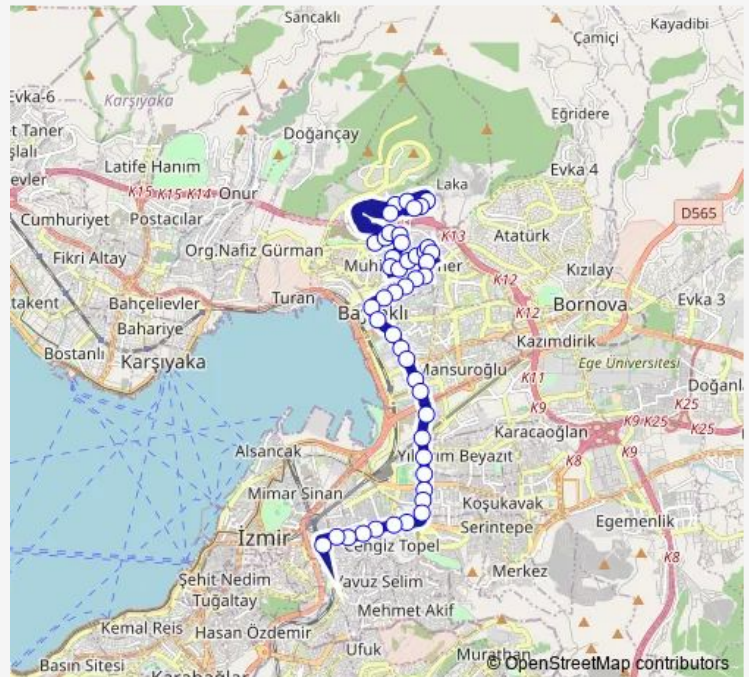 Sancaklı
Kayadibi
Çamiçi
Evka-6
Karşıyaka
Eğridere
t Taner
Doğançay
şlalı
Latife Hanım
Evka 4
evler
K15 K15 K14
Onur
Laka
D565
Cumhuriyet
Postacılar
K13
Atatürk
Org.Nafiz Gürman
Fikri Altay
Kızılay
K12
takent
Bahçelievler
Turan
Bornova
Evka 3
Bahariye
K12
Bostanlı
Karşıyaka
Kazımdirik
Mansuroğlu
Ege Üniversitesi
K11
Doğanl
K25
K9
K9 K25
K25
Karacaoğlan
Alsancak
K8
K9
Mimar Sinan
Koşukavak
Egemenlik
İzmir
Serintepe
Cengiz Topel
K8
Şehit Nedim
Tuğaltay
Yavuz Selim
Merkez
Mehmet Akif
Kemal Reis
Hasan Özdemir
Ufuk
Basın Sitesi
Karabağlar
© OpenStreetMap contributors